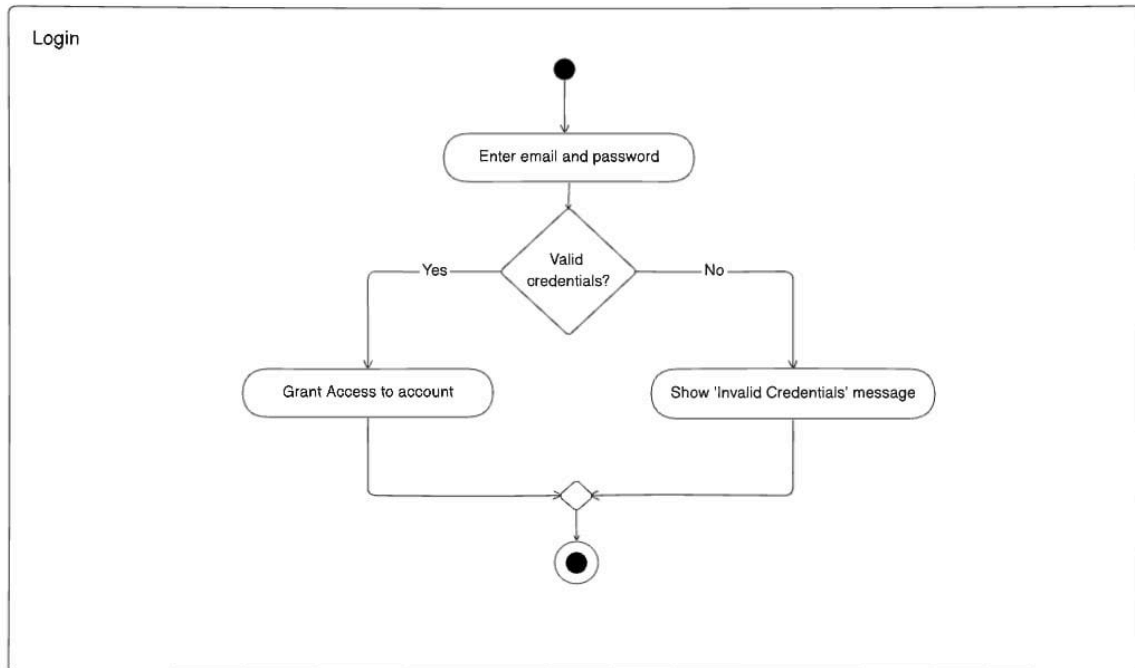 Login
Enter email and password
Valid
credentials?
Yes
No
Grant Access to account
Show 'Invalid Credentials' message